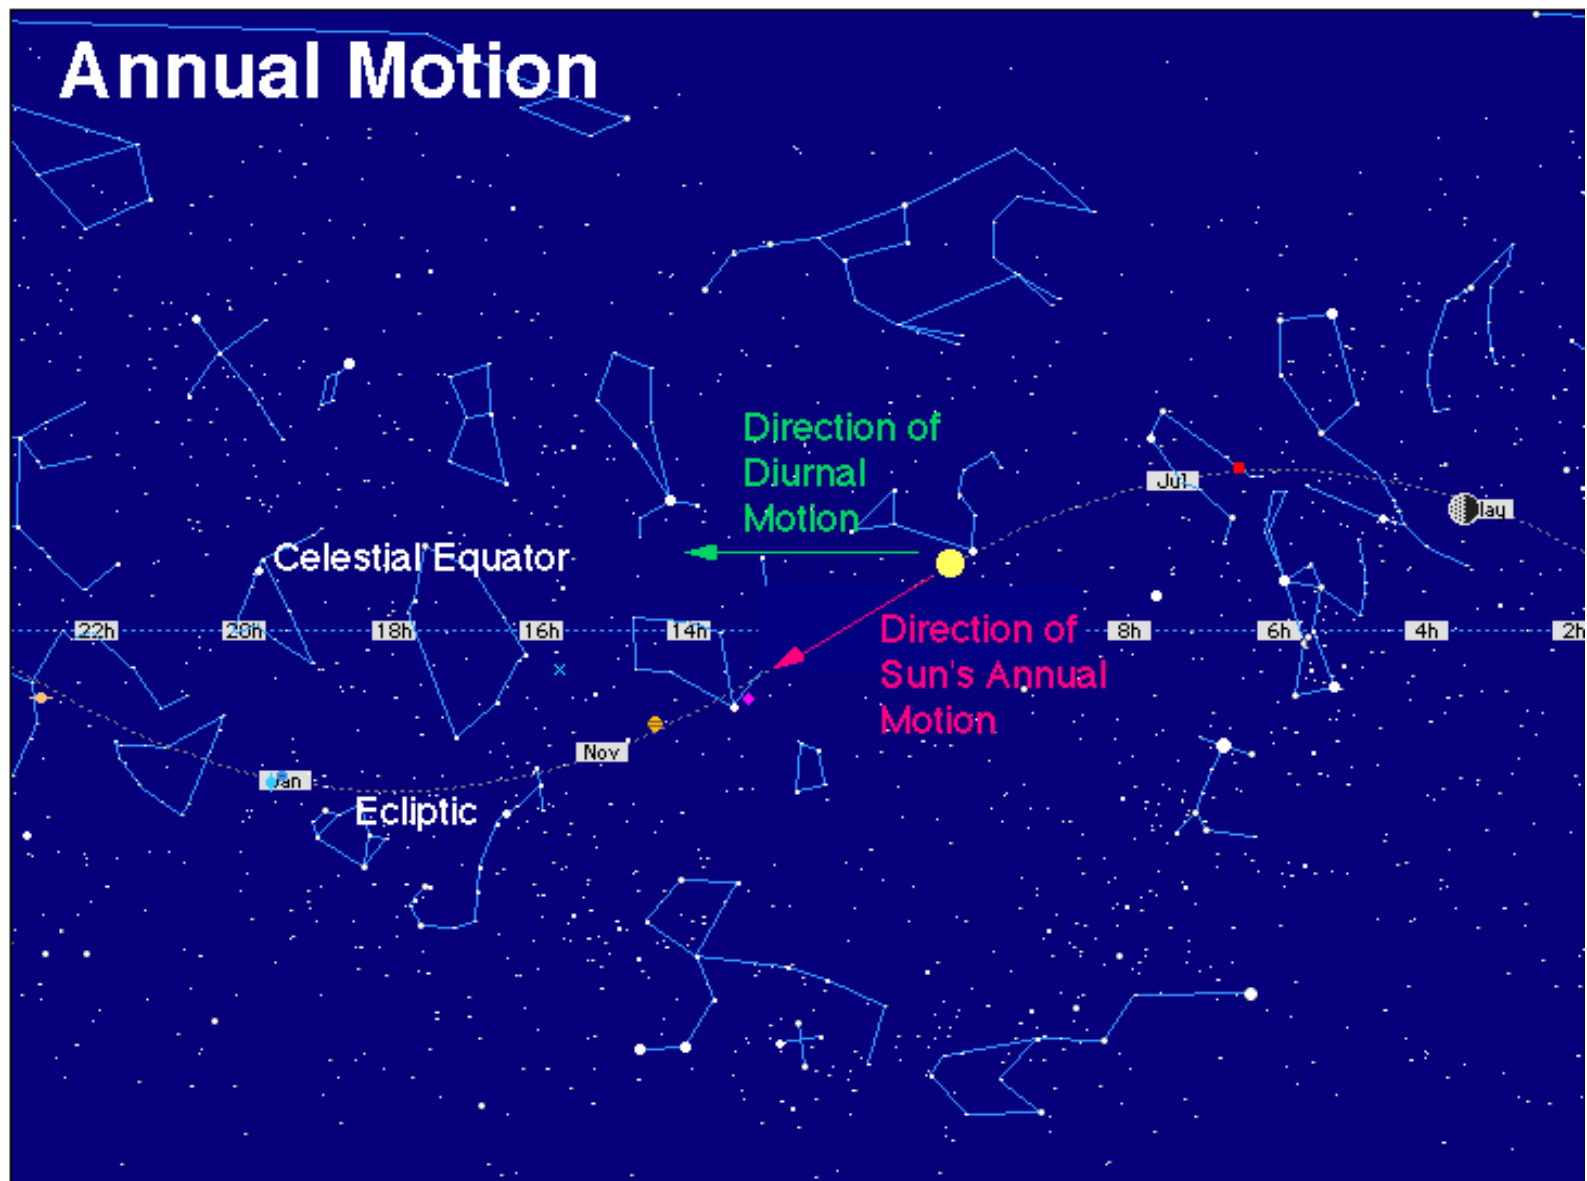 Annual Motion
Direction of
Diurnal
Motion
Jul
Celestial Equator
22h
20h
18h
16h
14h
8h
6h
4h
2h
Direction of
Sun's Annual
Motion
Nov
Ecliptic